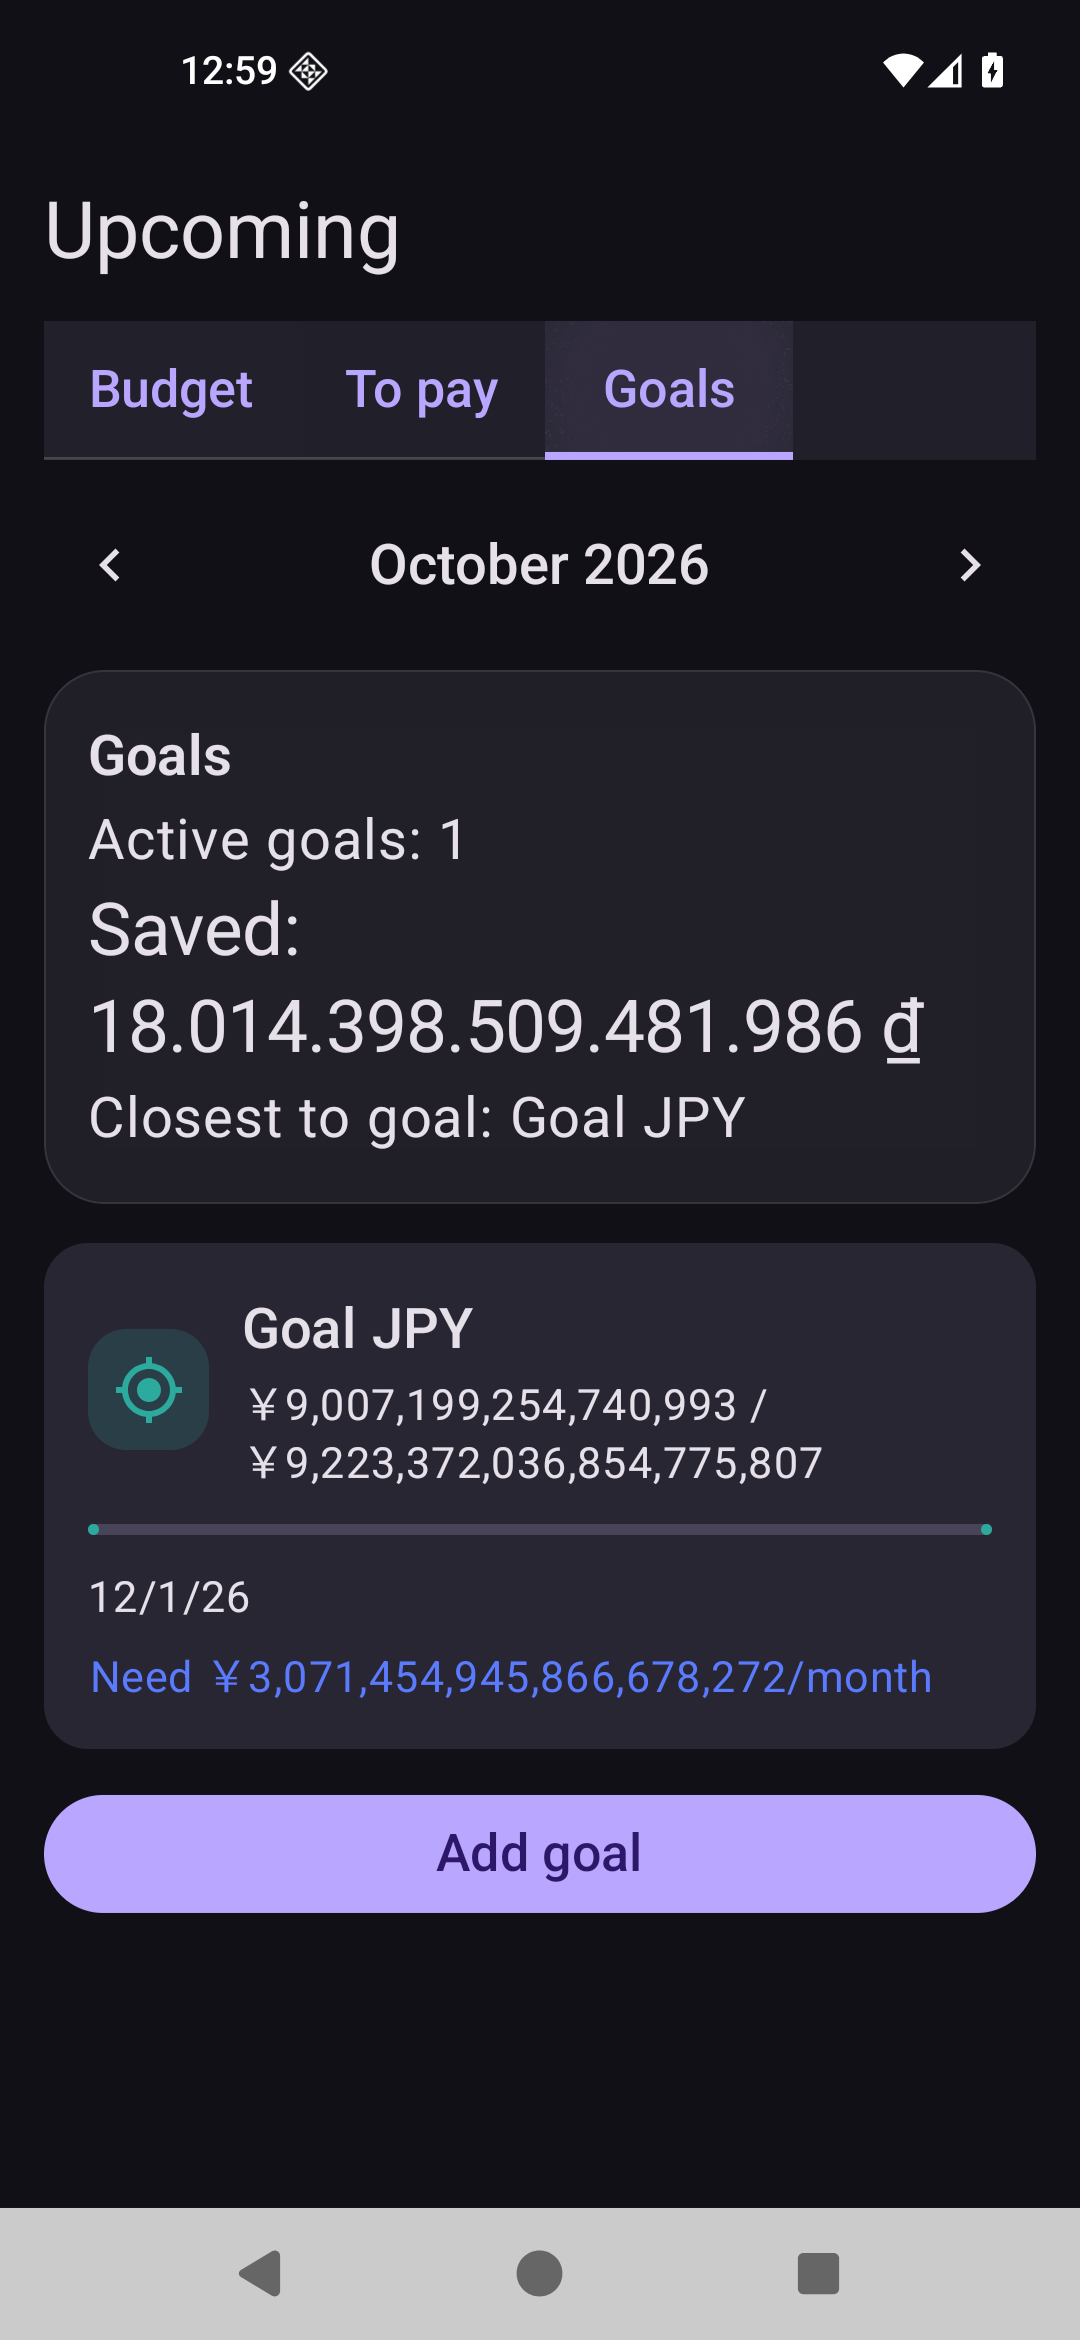 12:59
Upcoming
Budget
To pay
Goals
October 2026
Goals
Active goals: 1
Saved:
18.014.398.509.481.986 ₫
Closest to goal: Goal JPY
Goal JPY
￥9,007,199,254,740,993 /
￥9,223,372,036,854,775,807
12/1/26
Need ￥3,071,454,945,866,678,272/month
Add goal